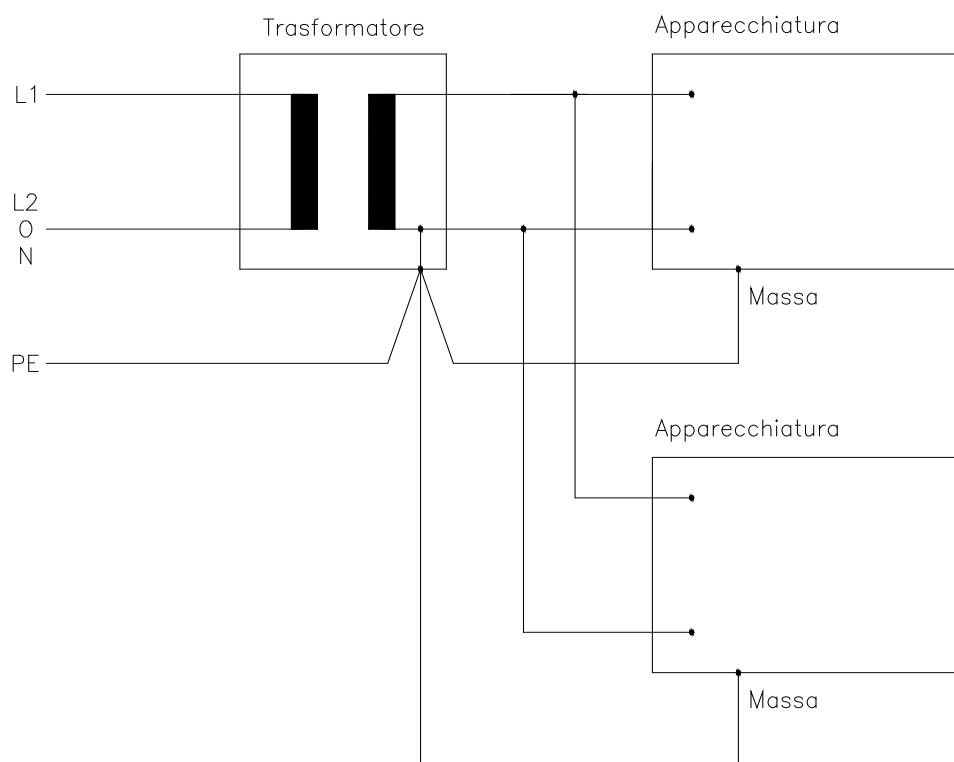 Trasformatore
Apparecchiatura
L1
L2
O
N
Massa
PE
Apparecchiatura
Massa